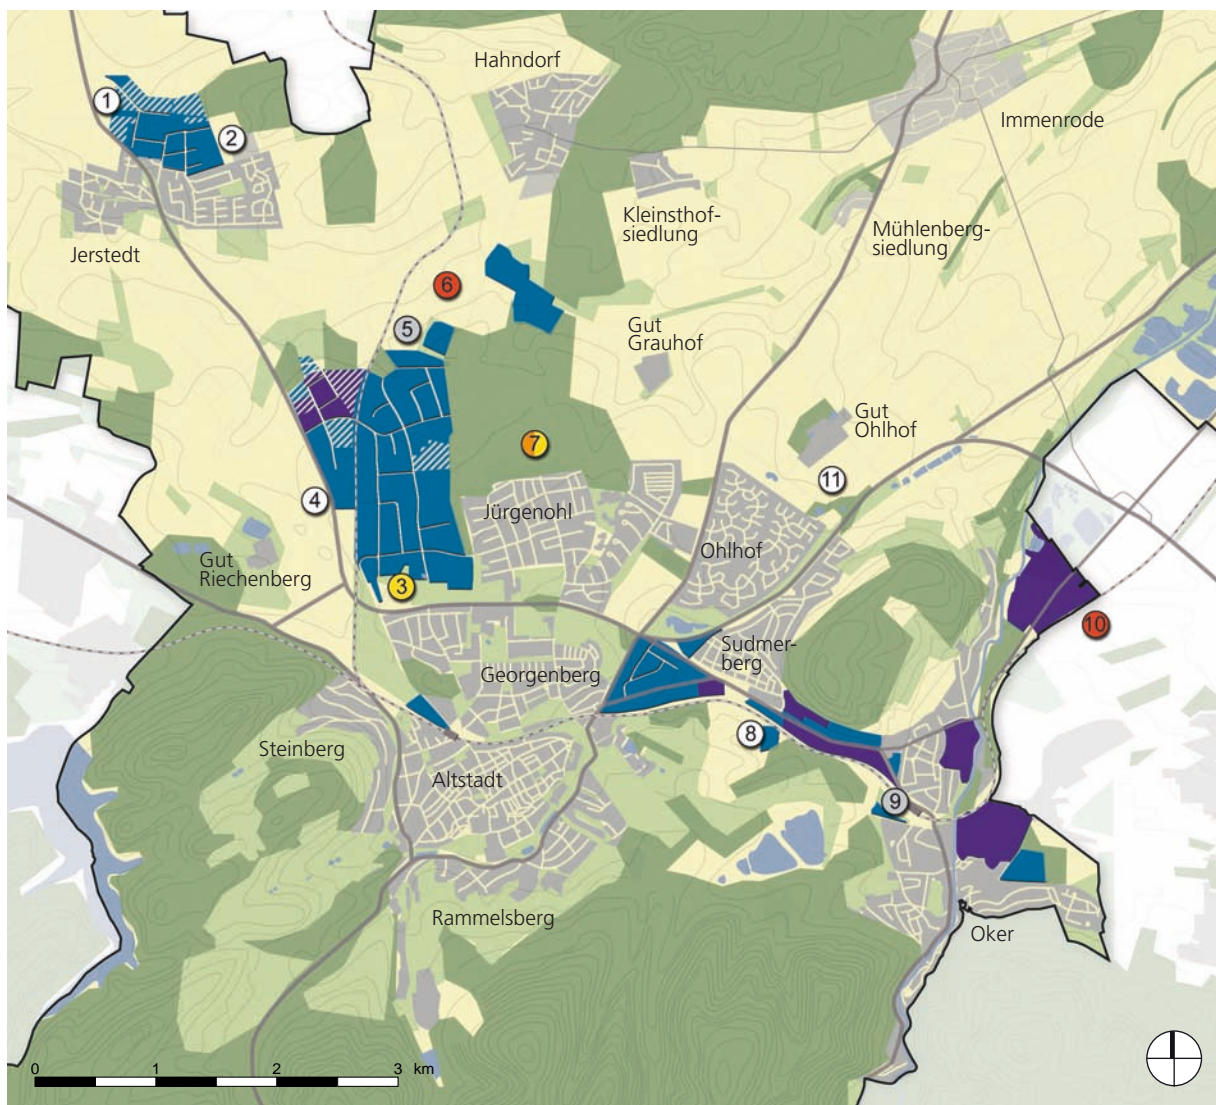 Hahndorf
1
2
Immenrode
Kleinsthof-
siedlung
Mühlenberg-
siedlung
Jerstedt
6
5
Gut
Grauhof
Gut
Ohlhof
7
11
4
Jürgenohl
Ohlhof
Gut
Riechenberg
3
10
Sudmer-
berg
Georgenberg
8
Steinberg
Altstadt
9
Rammelsberg
Oker
0 1 2 3 km